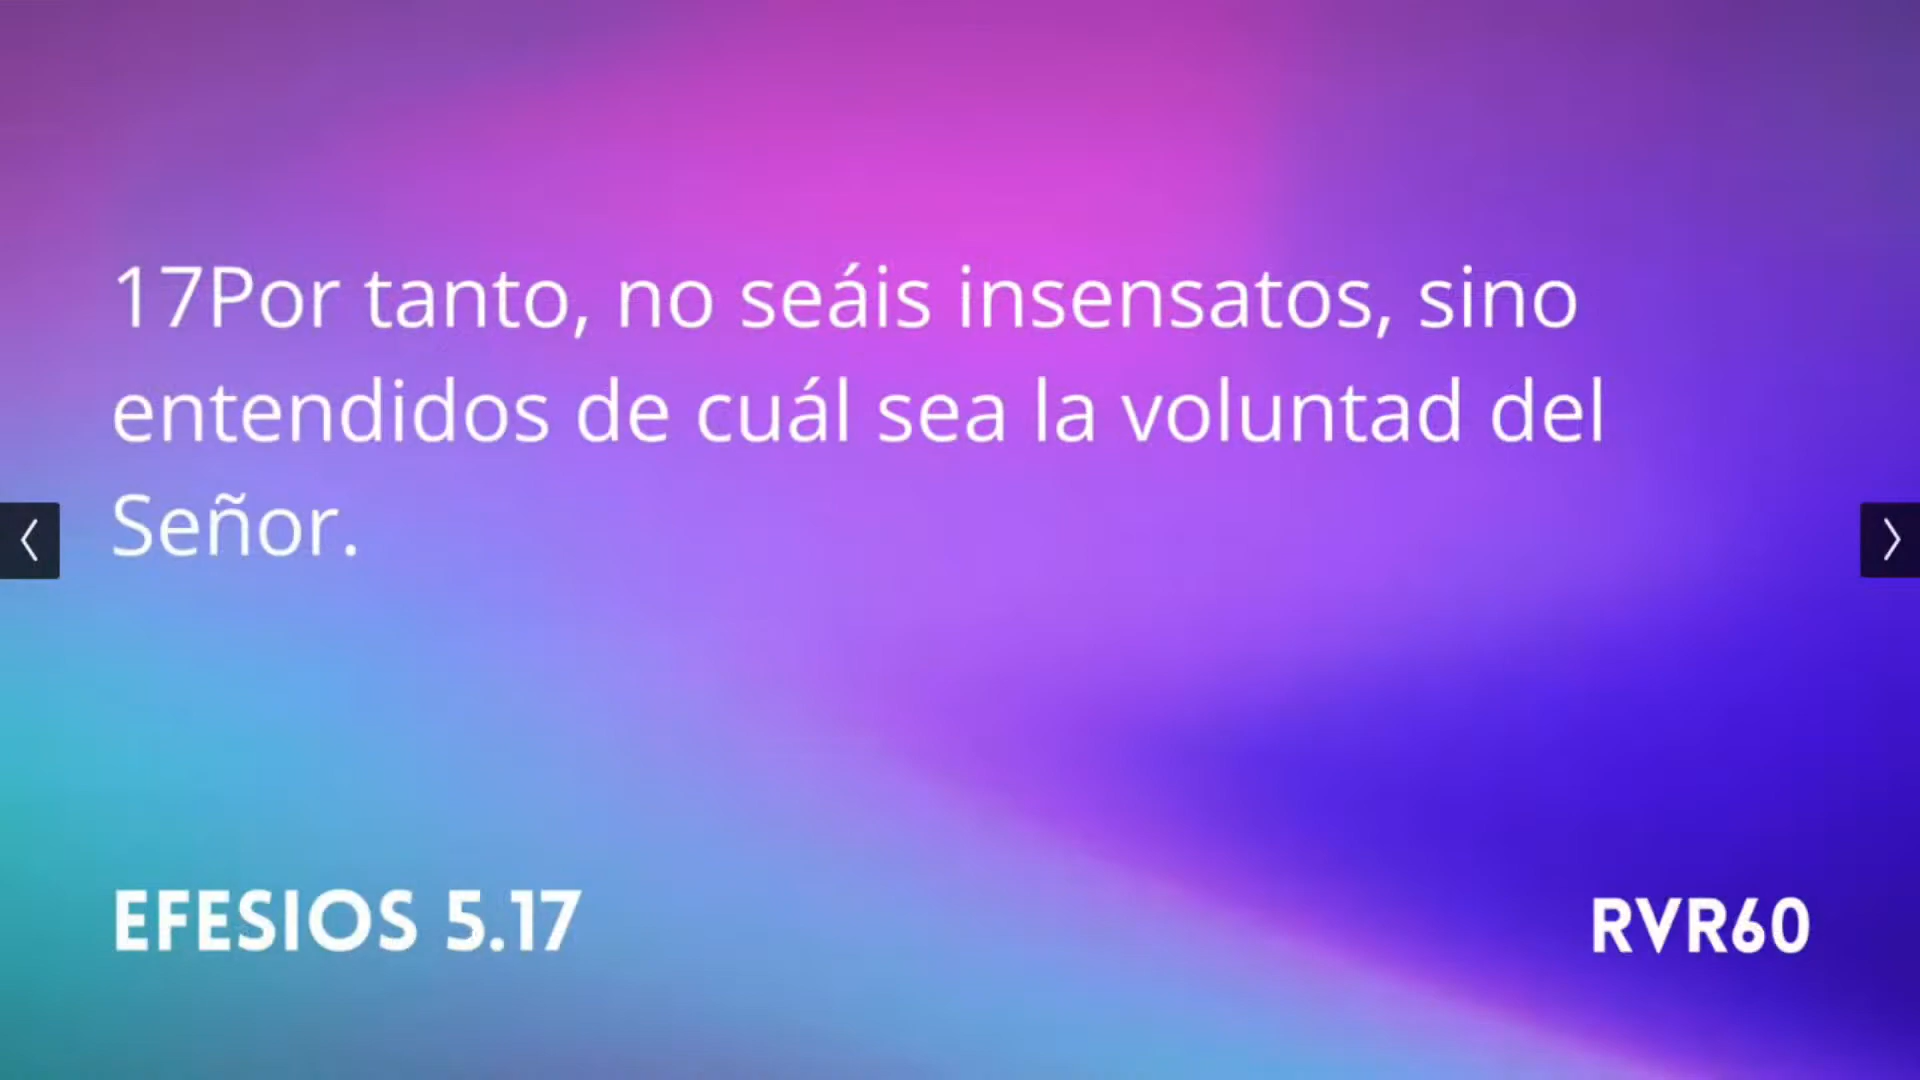 17Por tanto, no seáis insensatos, sino
entendidos de cuál sea la voluntad del
Señor.
EFESIOS 5.17
RVR60